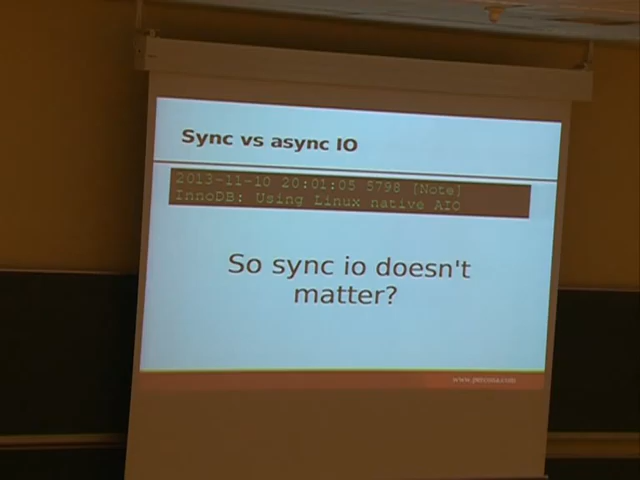 Sync vs async IO
2013-11-10 20:01:05 5798 [Note]
InnoDB: Using Linux native AIO
So sync io doesn't
matter?
www.percona.com